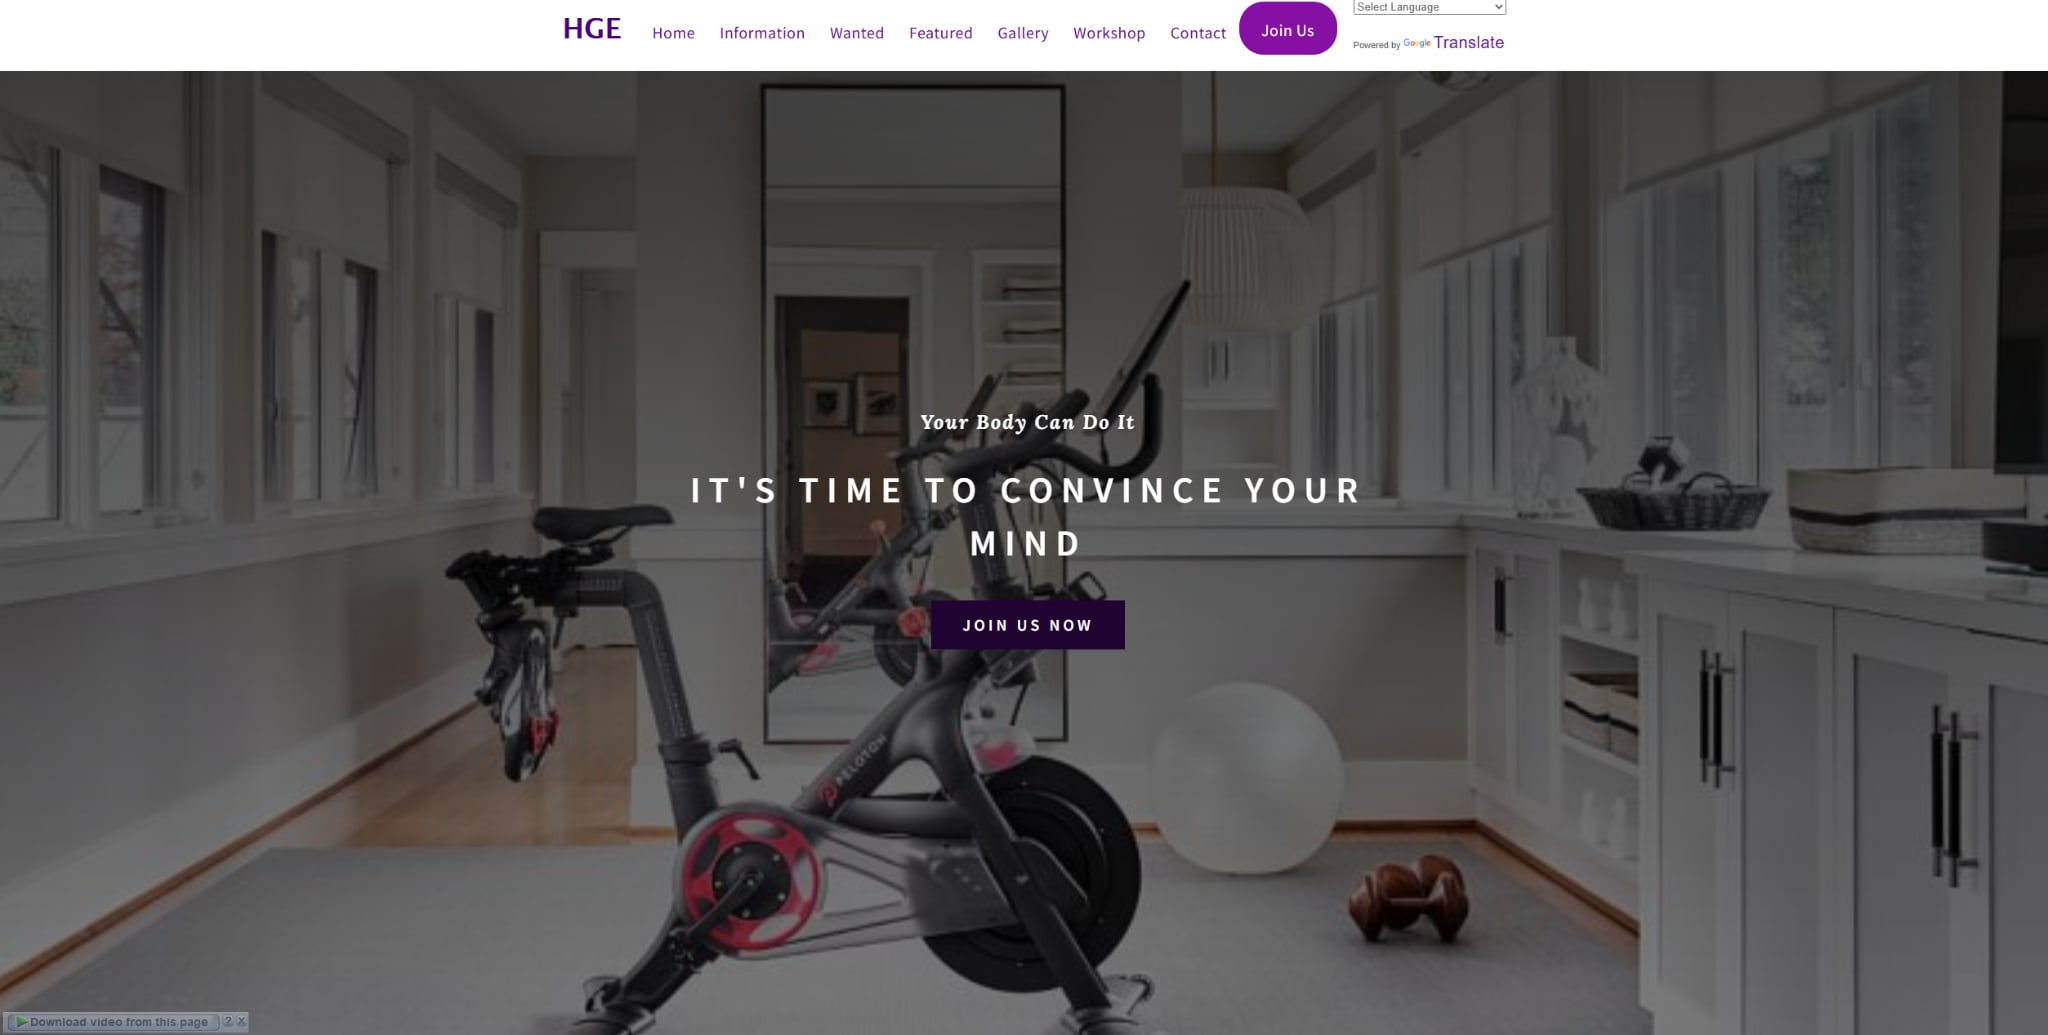 HGE
Home Information Wanted Featured Gallery Workshop Contact Join Us
Select Language
Powered by Google Translate
Your Body Can Do It
IT'S TIME TO CONVINCE YOUR
MIND
JOIN US NOW
PELOTON
Download video from this page ? X